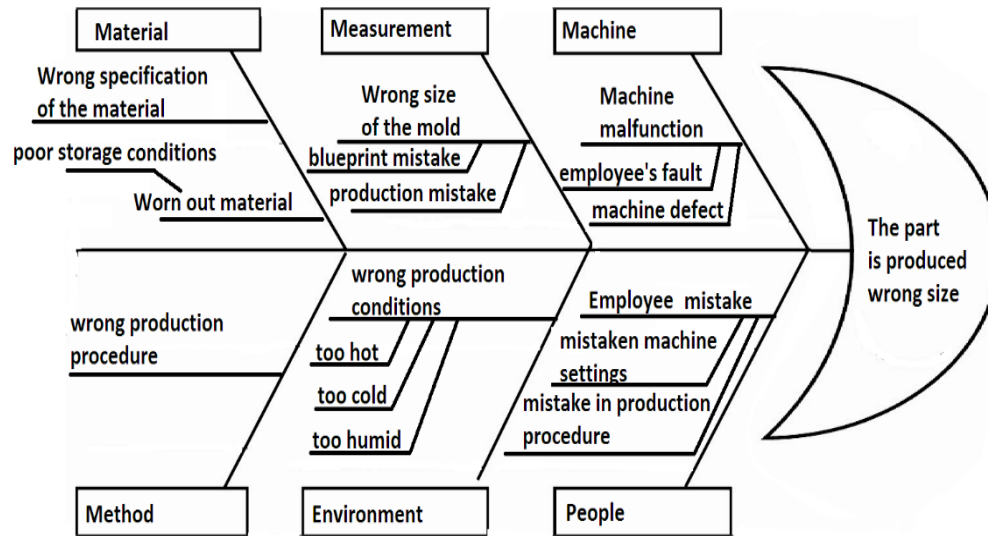 Material
Measurement
Machine
Wrong specification
of the material
poor storage conditions
Worn out material
Wrong size
of the mold
blueprint mistake
production mistake
Machine
malfunction
employee's fault
machine defect
The part
is produced
wrong size
wrong production
procedure
wrong production
conditions
too hot
too cold
too humid
Employee mistake
mistaken machine
settings
mistake in production
procedure
Method
Environment
People